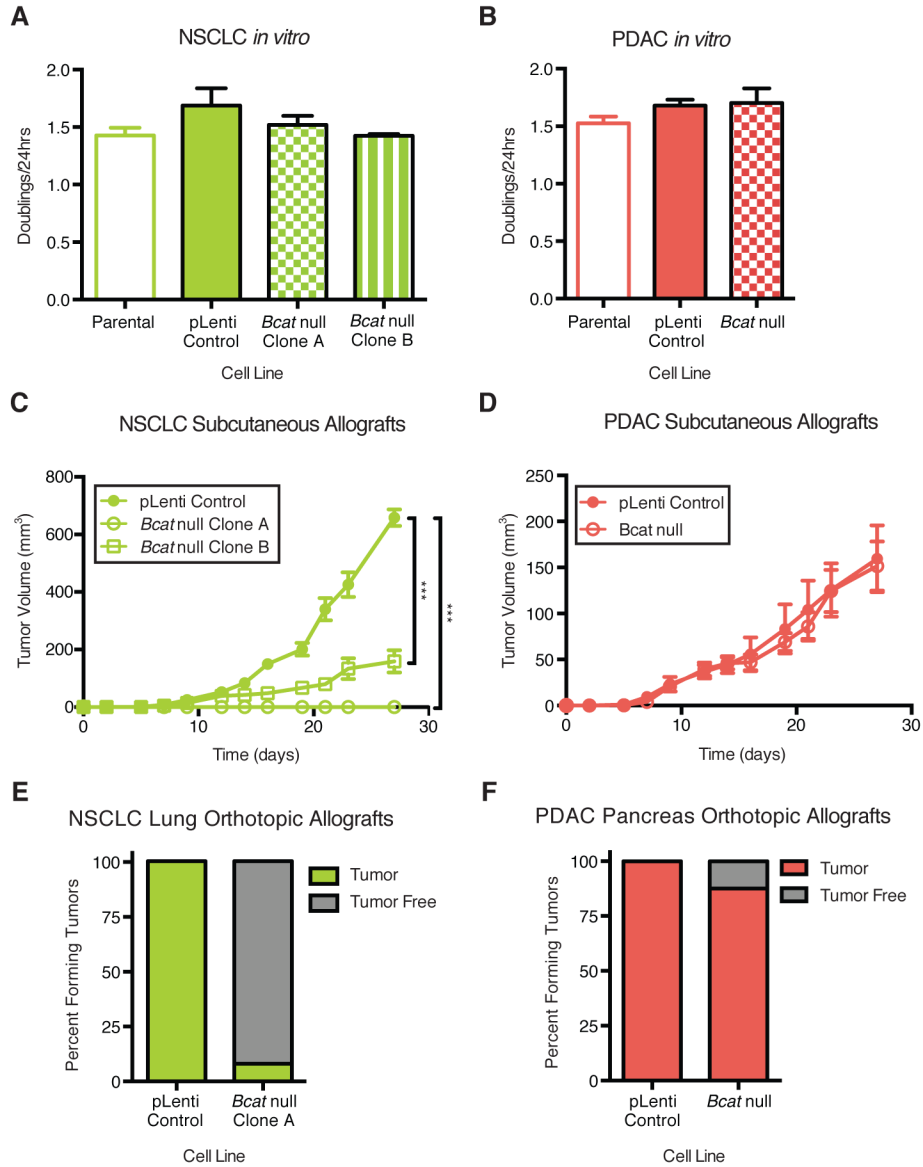 A
NSCLC in vitro
Doublings/24hrs
2.0
1.5
1.0
0.5
0.0
Parental
pLenti
Control
Bcat null
Clone A
Bcat null
Clone B
Cell Line
B
PDAC in vitro
Doublings/24hrs
2.0
1.5
1.0
0.5
0.0
Parental
pLenti
Control
Bcat null
Cell Line
C
NSCLC Subcutaneous Allografts
Tumor Volume (mm³)
800
600
400
200
0
pLenti Control
Bcat null Clone A
Bcat null Clone B
***
***
0
10
20
30
Time (days)
D
PDAC Subcutaneous Allografts
Tumor Volume (mm³)
250
200
150
100
50
0
pLenti Control
Bcat null
0
10
20
30
Time (days)
E
NSCLC Lung Orthotopic Allografts
Percent Forming Tumors
100
75
50
25
0
Tumor
Tumor Free
pLenti
Control
Bcat null
Clone A
Cell Line
F
PDAC Pancreas Orthotopic Allografts
Percent Forming Tumors
100
75
50
25
0
Tumor
Tumor Free
pLenti
Control
Bcat null
Cell Line